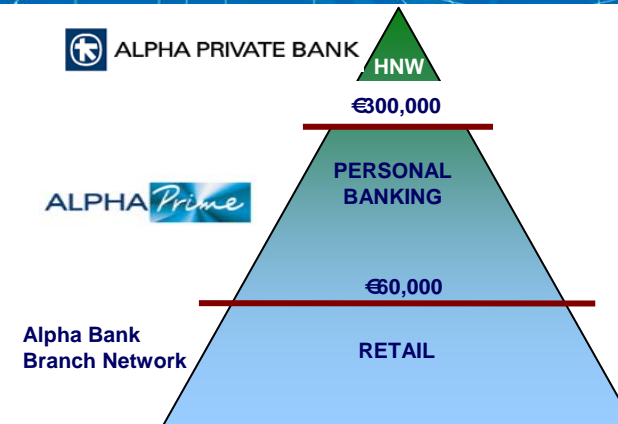 ALPHA PRIVATE BANK
HNW
€300,000
PERSONAL
BANKING
ALPHA Prime
€60,000
Alpha Bank
Branch Network
RETAIL